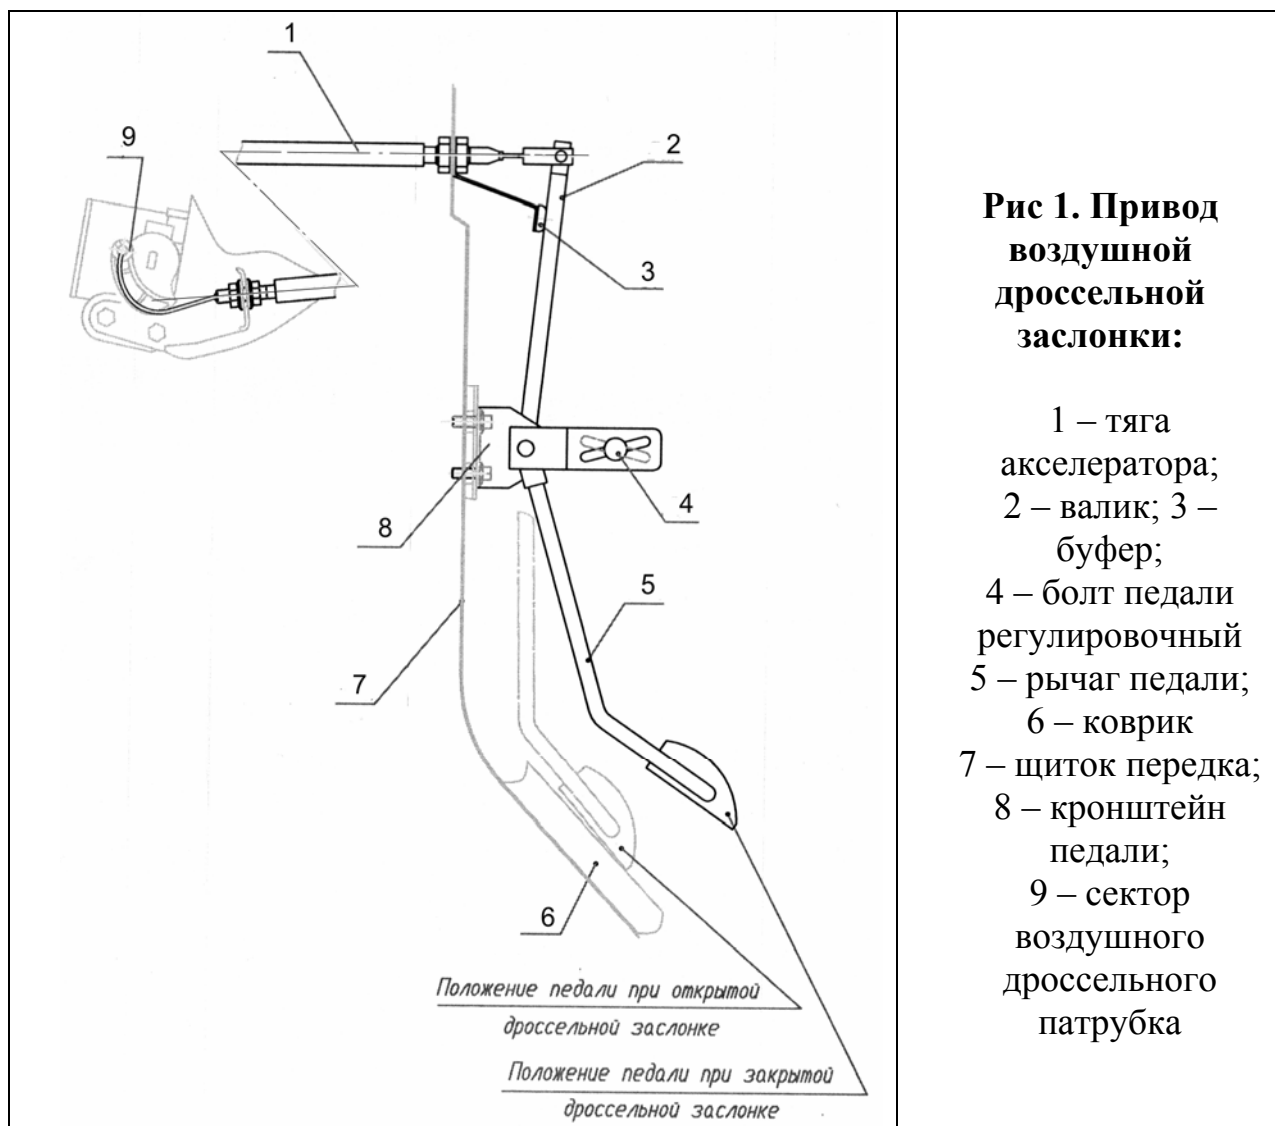 1
9
2
3
4
8
5
7
6
Положение педали при открытой
дроссельной заслонке
Положение педали при закрытой
дроссельной заслонке
Рис 1. Привод
воздушной
дроссельной
заслонки:
1 – тяга
акселератора;
2 – валик; 3 –
буфер;
4 – болт педали
регулировочный
5 – рычаг педали;
6 – коврик
7 – щиток передка;
8 – кронштейн
педали;
9 – сектор
воздушного
дроссельного
патрубка